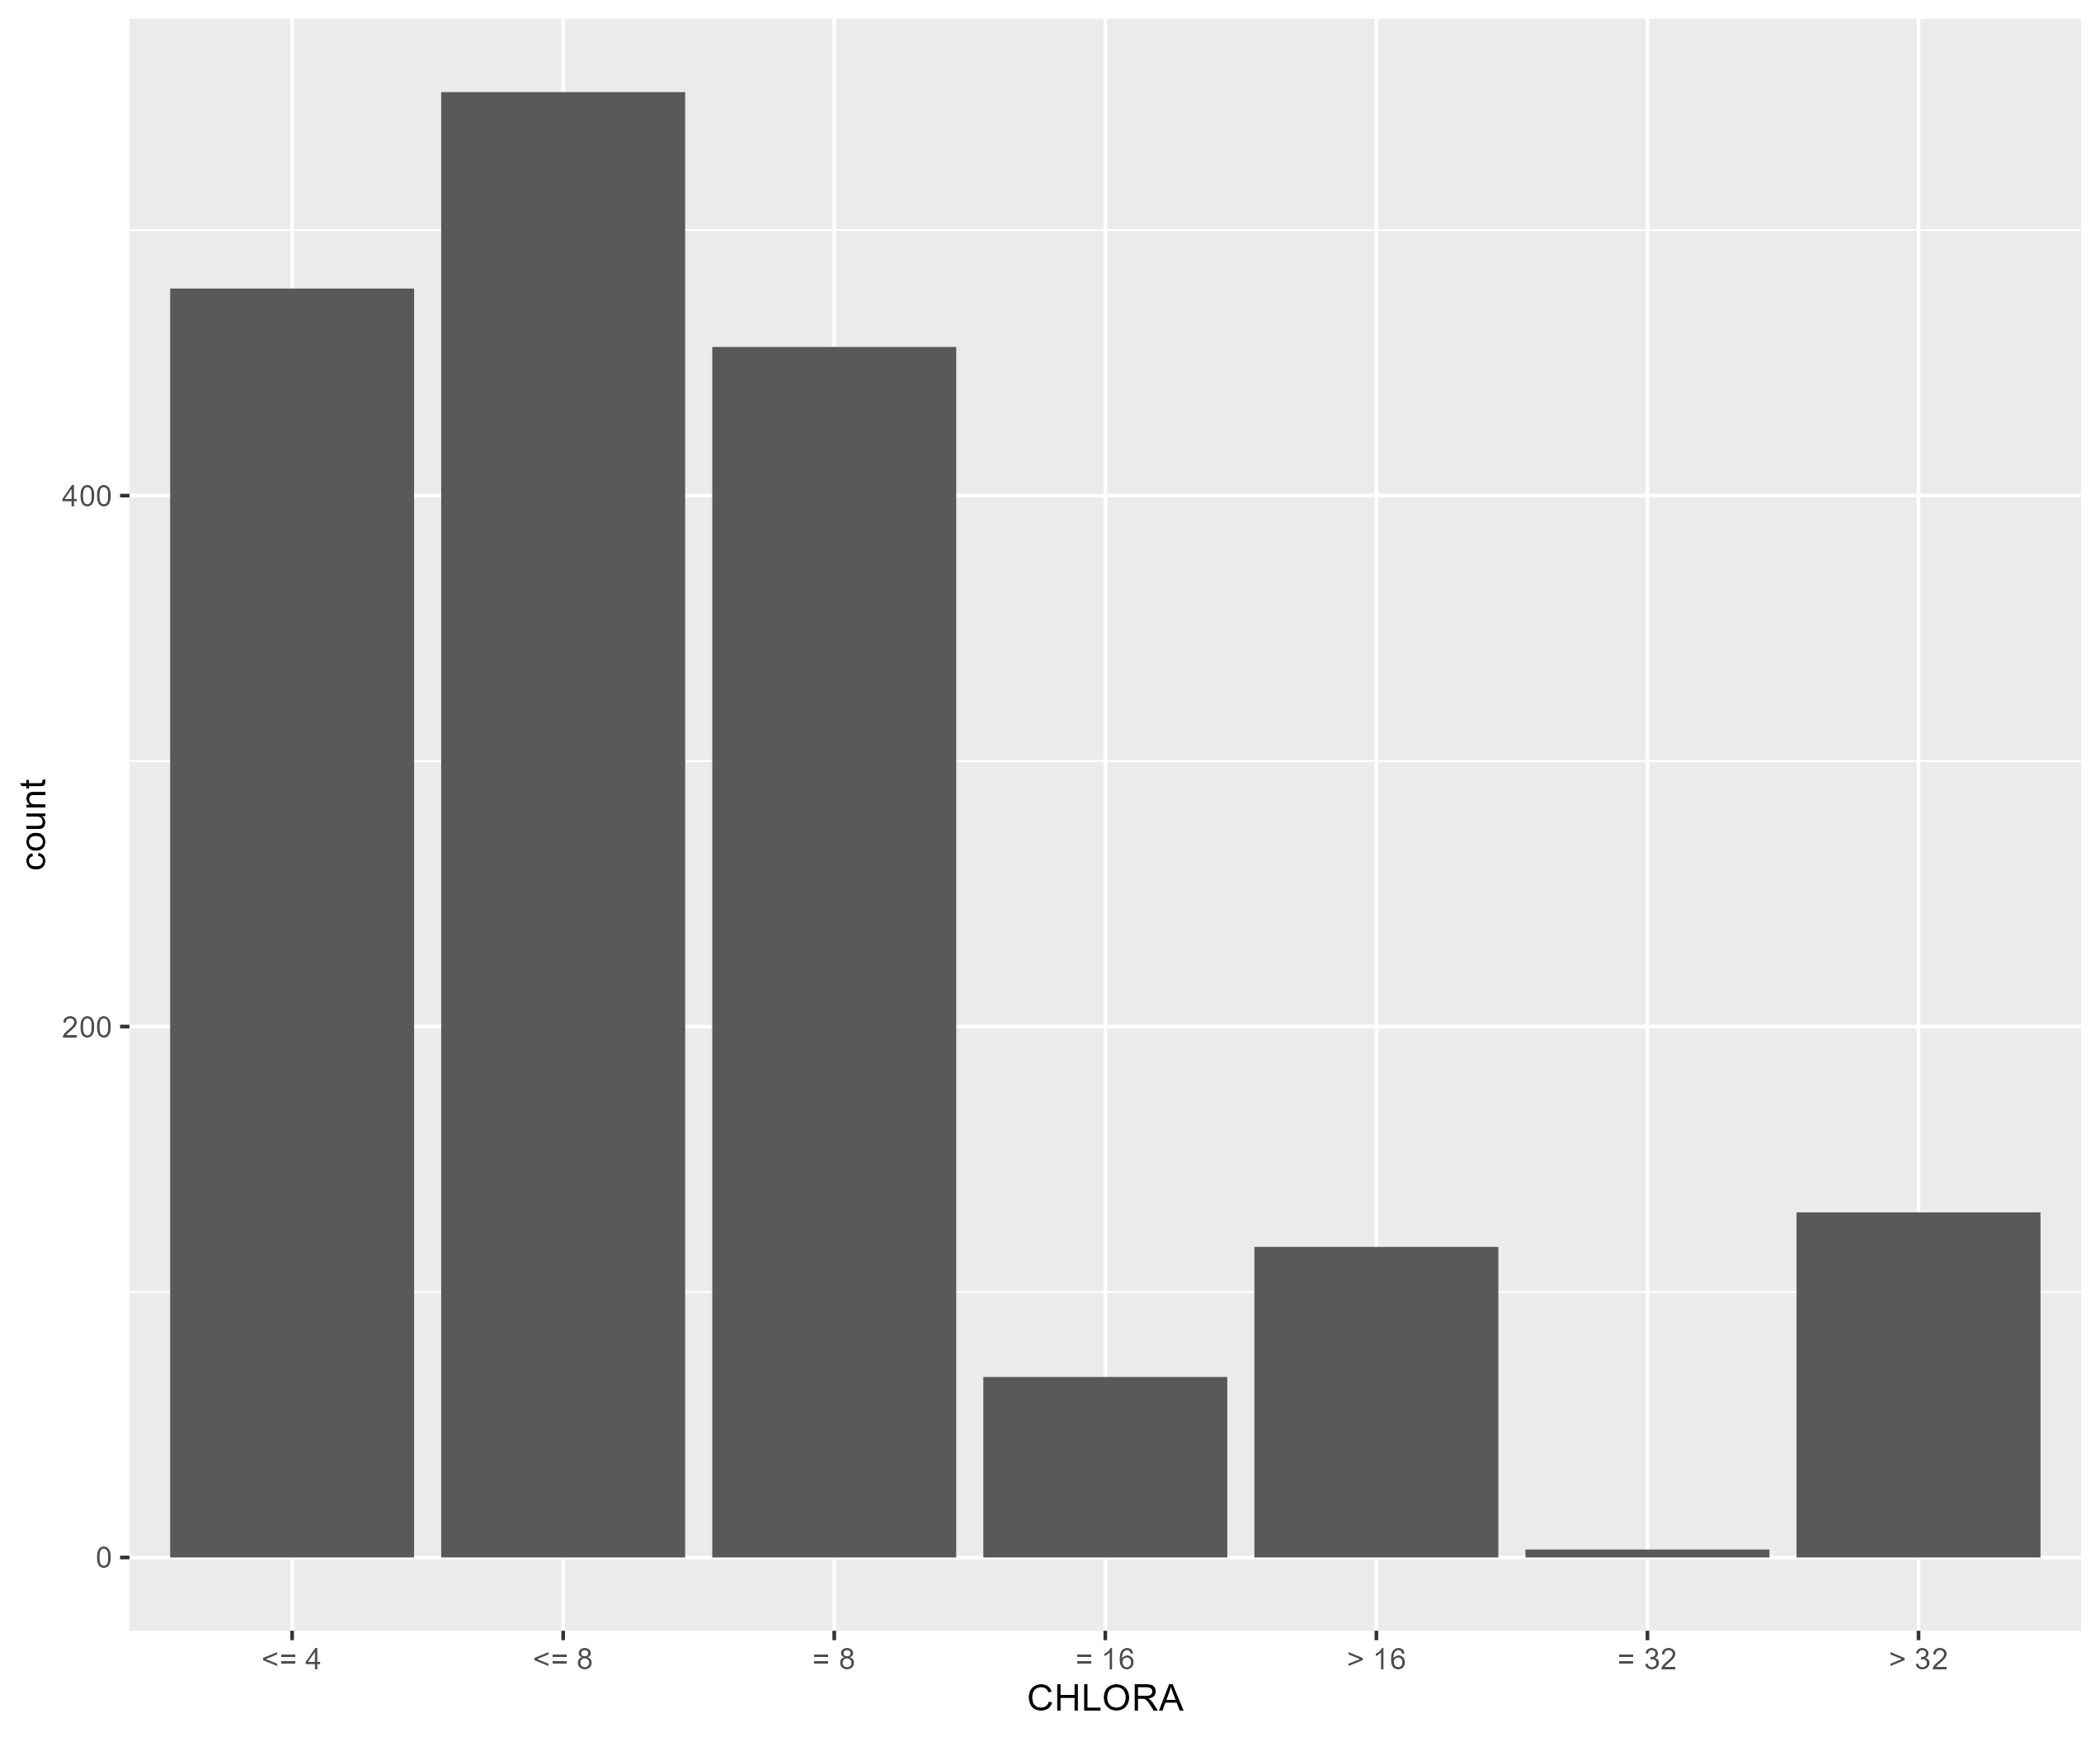 count
400
200
0
<= 4 <= 8 = 8 = 16 > 16 = 32 > 32
CHLORA